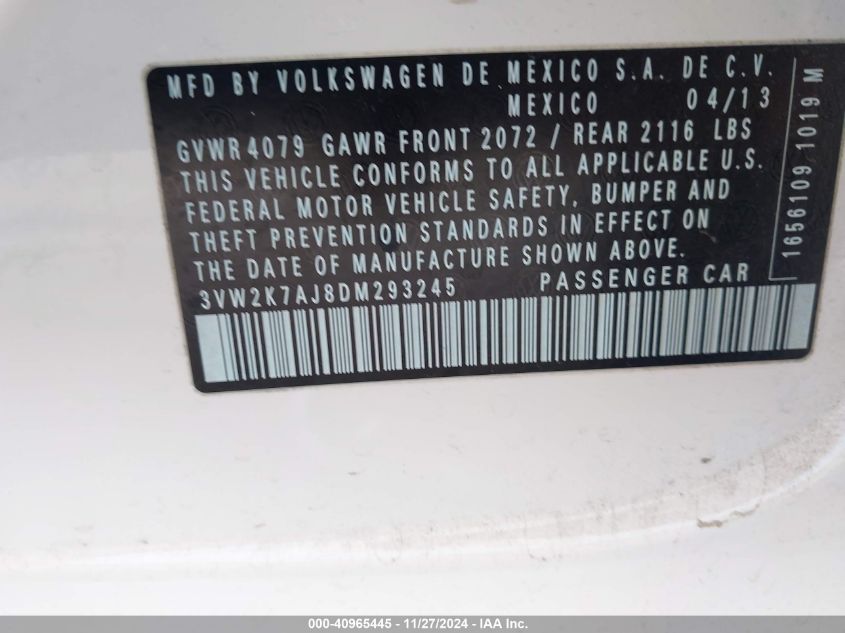 MFD BY VOLKSWAGEN DE MEXICO S.A. DE C.V.
MEXICO 04/13
GVWR 4079 GAWR FRONT 2072 / REAR 2116 LBS
THIS VEHICLE CONFORMS TO ALL APPLICABLE U.S.
FEDERAL MOTOR VEHICLE SAFETY, BUMPER AND
THEFT PREVENTION STANDARDS IN EFFECT ON
THE DATE OF MANUFACTURE SHOWN ABOVE.
3VW2K7AJ8DM293245 PASSENGER CAR
1656109 1019 M
000-40965445 - 11/27/2024 - © IAA, Inc.